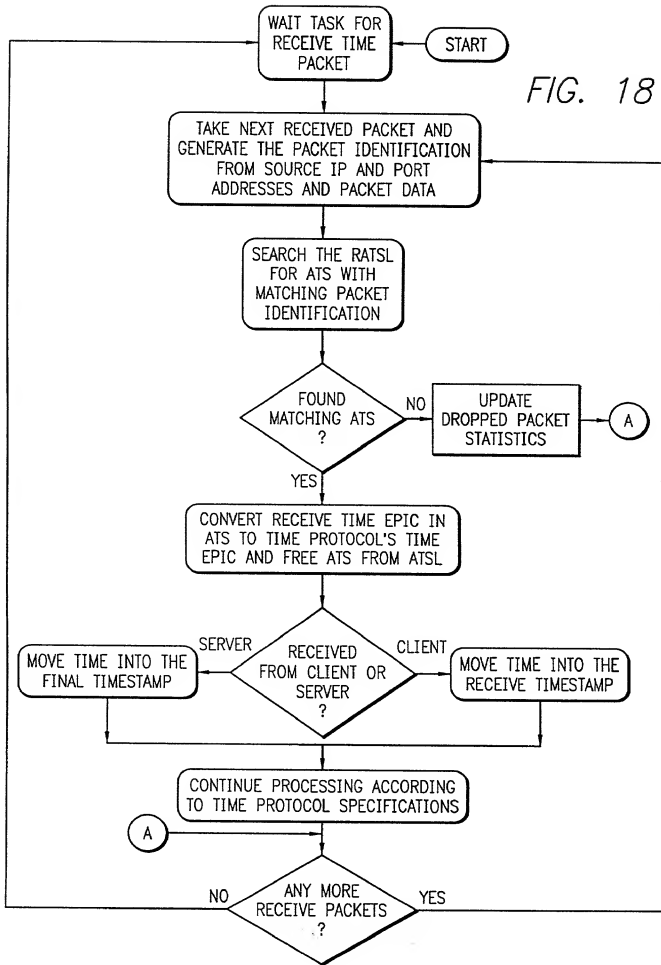 WAIT TASK FOR
RECEIVE TIME
PACKET
START
FIG. 18
TAKE NEXT RECEIVED PACKET AND
GENERATE THE PACKET IDENTIFICATION
FROM SOURCE IP AND PORT
ADDRESSES AND PACKET DATA
SEARCH THE RATSL
FOR ATS WITH
MATCHING PACKET
IDENTIFICATION
FOUND
MATCHING ATS
?
NO
UPDATE
DROPPED PACKET
STATISTICS
A
YES
CONVERT RECEIVE TIME EPIC IN
ATS TO TIME PROTOCOL'S TIME
EPIC AND FREE ATS FROM ATSL
RECEIVED
FROM CLIENT OR
SERVER
?
SERVER
MOVE TIME INTO THE
FINAL TIMESTAMP
CLIENT
MOVE TIME INTO THE
RECEIVE TIMESTAMP
CONTINUE PROCESSING ACCORDING
TO TIME PROTOCOL SPECIFICATIONS
A
NO
ANY MORE
RECEIVE PACKETS
?
YES